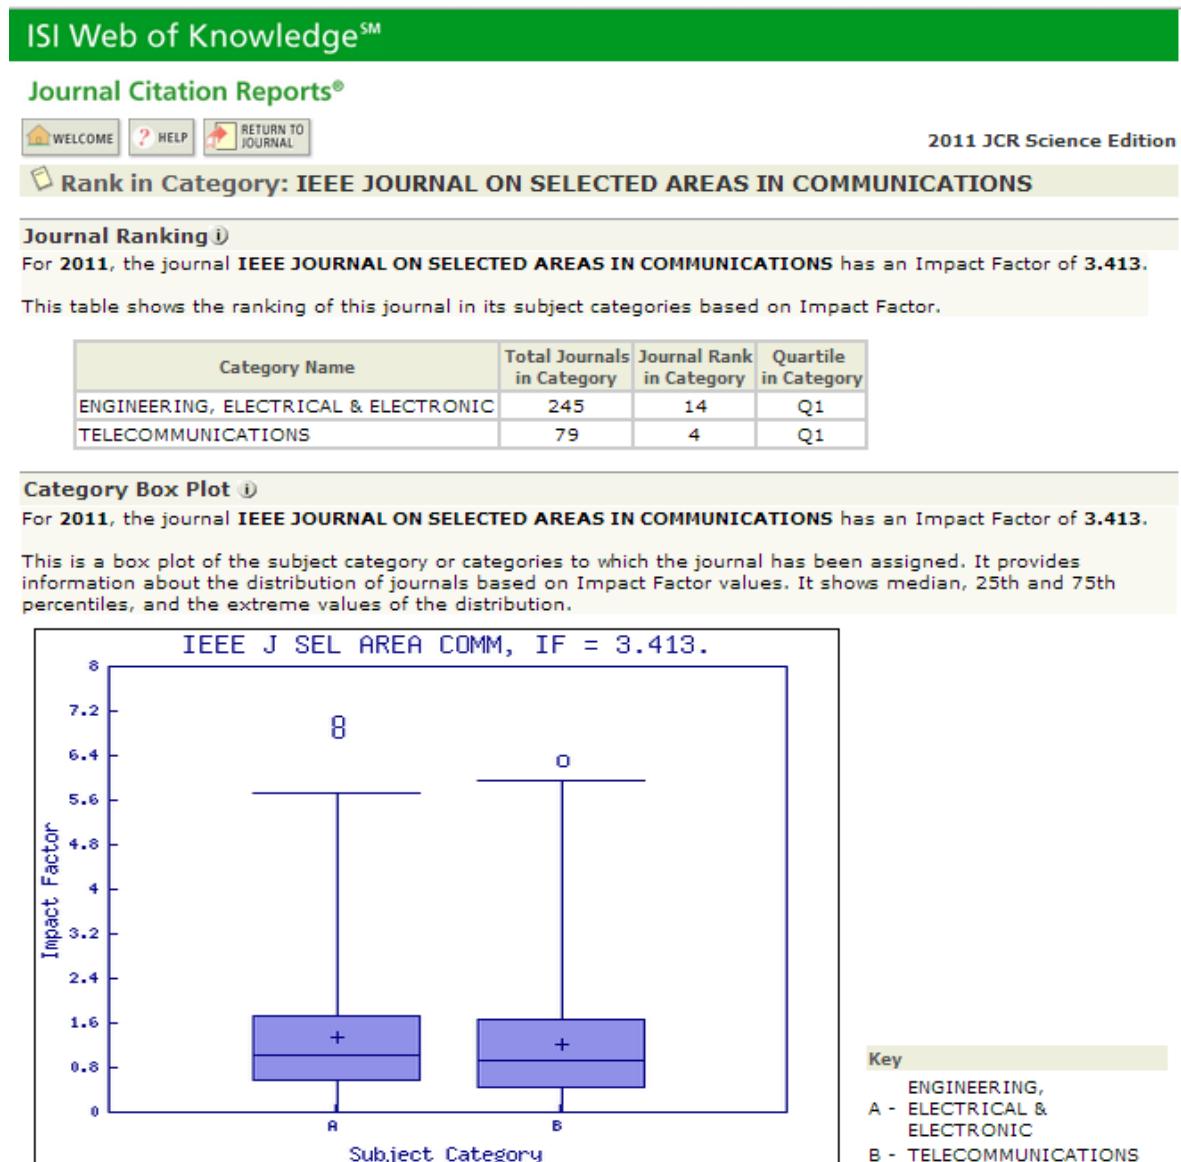 ISI Web of Knowledge℠
Journal Citation Reports®
WELCOME
? HELP
RETURN TO JOURNAL
2011 JCR Science Edition
Rank in Category: IEEE JOURNAL ON SELECTED AREAS IN COMMUNICATIONS
Journal Ranking i
For 2011, the journal IEEE JOURNAL ON SELECTED AREAS IN COMMUNICATIONS has an Impact Factor of 3.413.
This table shows the ranking of this journal in its subject categories based on Impact Factor.
Category Name Total Journals in Category Journal Rank in Category Quartile in Category
ENGINEERING, ELECTRICAL & ELECTRONIC 245 14 Q1
TELECOMMUNICATIONS 79 4 Q1
Category Box Plot i
For 2011, the journal IEEE JOURNAL ON SELECTED AREAS IN COMMUNICATIONS has an Impact Factor of 3.413.
This is a box plot of the subject category or categories to which the journal has been assigned. It provides
information about the distribution of journals based on Impact Factor values. It shows median, 25th and 75th
percentiles, and the extreme values of the distribution.
IEEE J SEL AREA COMM, IF = 3.413.
8
7.2
6.4
5.6
4.8
4
3.2
2.4
1.6
0.8
0
Impact Factor
A B
Subject Category
Key
A - ENGINEERING,
ELECTRICAL &
ELECTRONIC
B - TELECOMMUNICATIONS